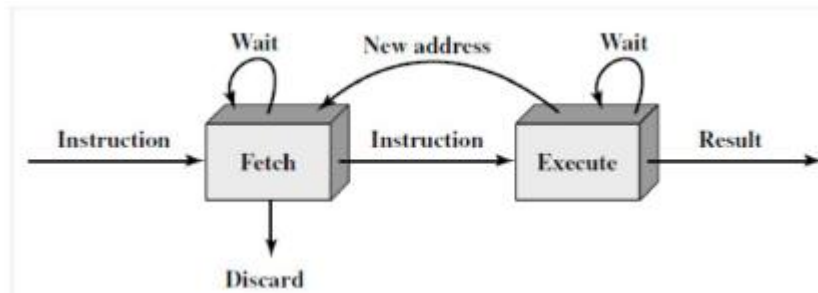 Wait
New address
Wait
Instruction
Fetch
Instruction
Execute
Result
Discard